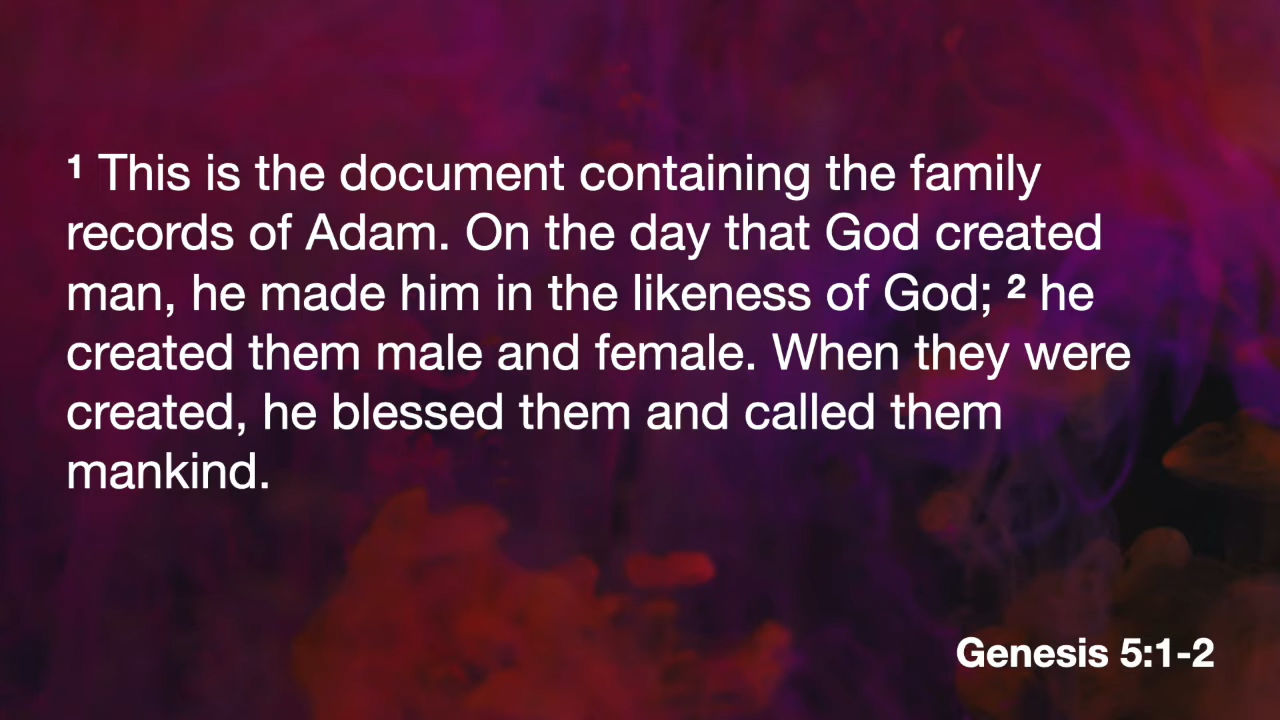 ¹ This is the document containing the family
records of Adam. On the day that God created
man, he made him in the likeness of God; ² he
created them male and female. When they were
created, he blessed them and called them
mankind.
Genesis 5:1-2